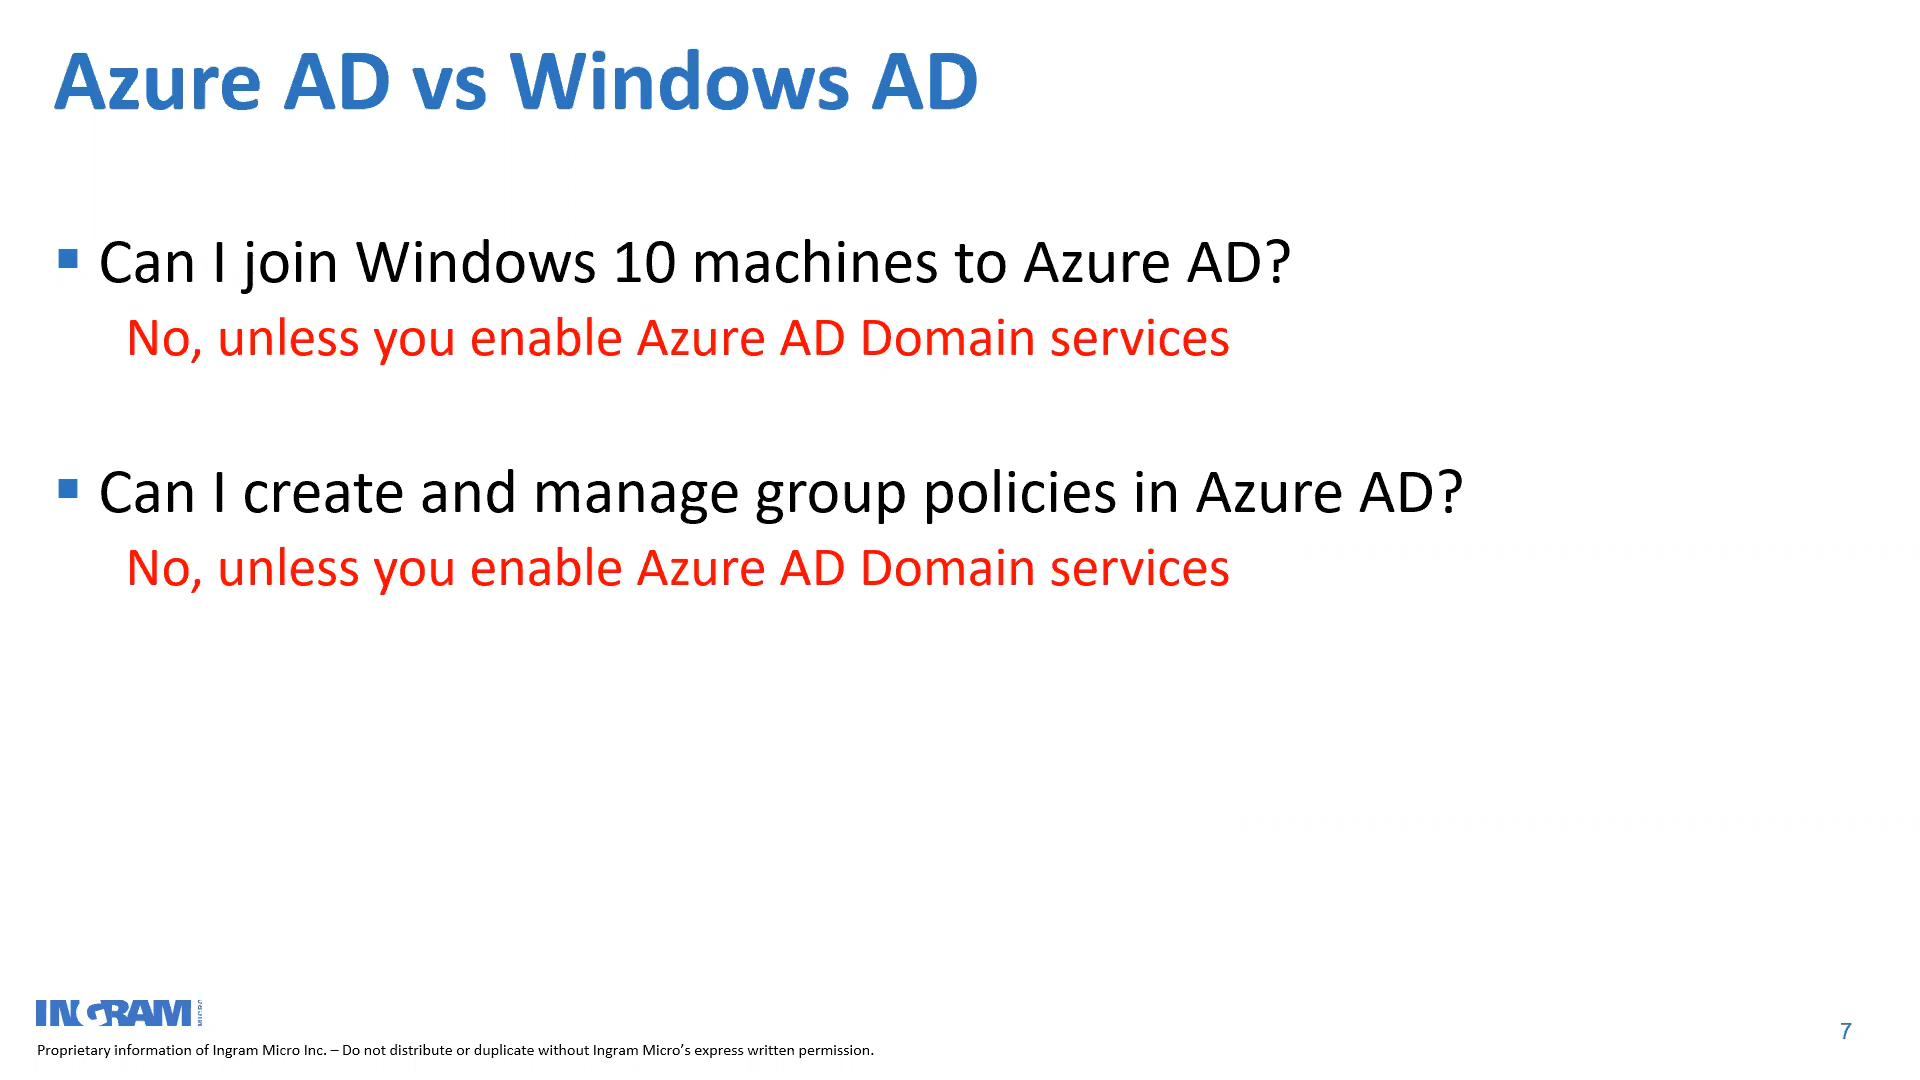 Azure AD vs Windows AD
Can I join Windows 10 machines to Azure AD?
No, unless you enable Azure AD Domain services
Can I create and manage group policies in Azure AD?
No, unless you enable Azure AD Domain services
INGRAM MICRO
Proprietary information of Ingram Micro Inc. – Do not distribute or duplicate without Ingram Micro’s express written permission.
7